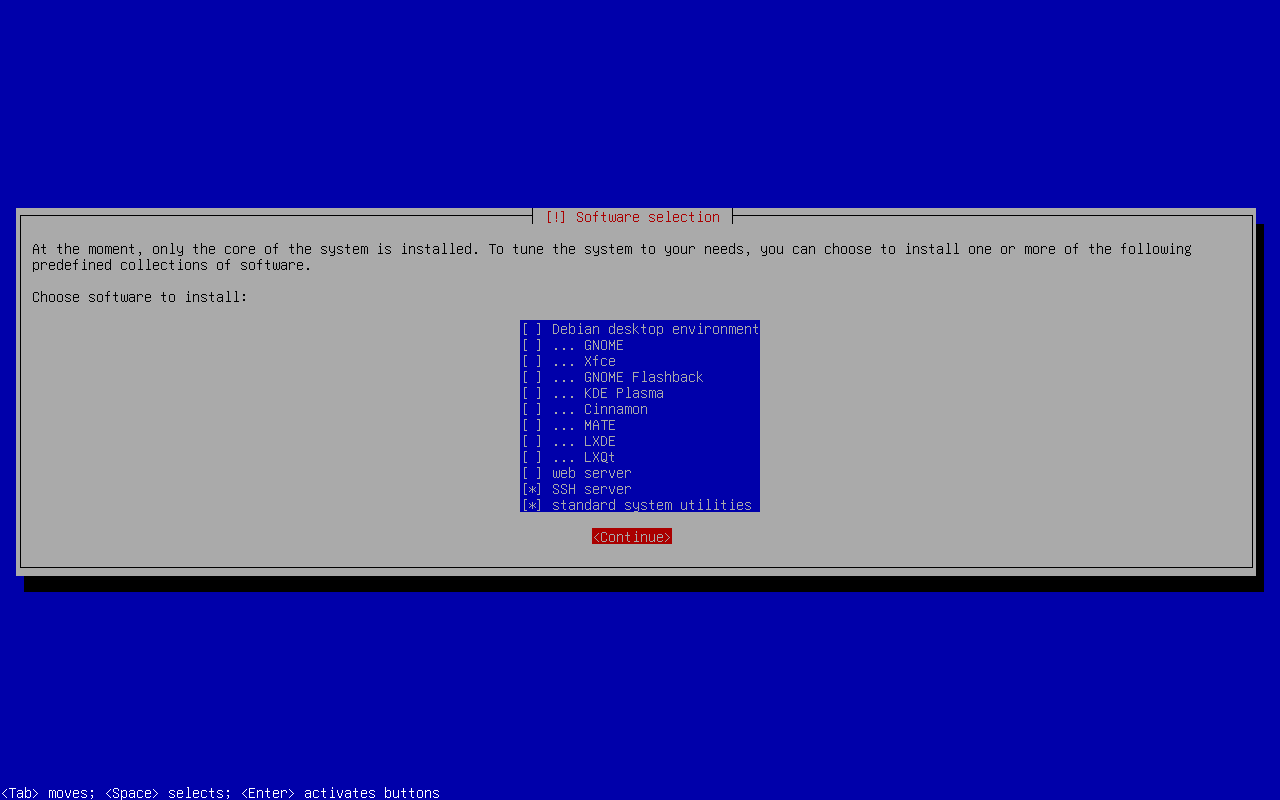 [!] Software selection
At the moment, only the core of the system is installed. To tune the system to your needs, you can choose to install one or more of the following
predefined collections of software.
Choose software to install:
[ ] Debian desktop environment
[ ] ... GNOME
[ ] ... Xfce
[ ] ... GNOME Flashback
[ ] ... KDE Plasma
[ ] ... Cinnamon
[ ] ... MATE
[ ] ... LXDE
[ ] ... LXQt
[ ] web server
[*] SSH server
[*] standard system utilities
<Continue>
<Tab> moves; <Space> selects; <Enter> activates buttons